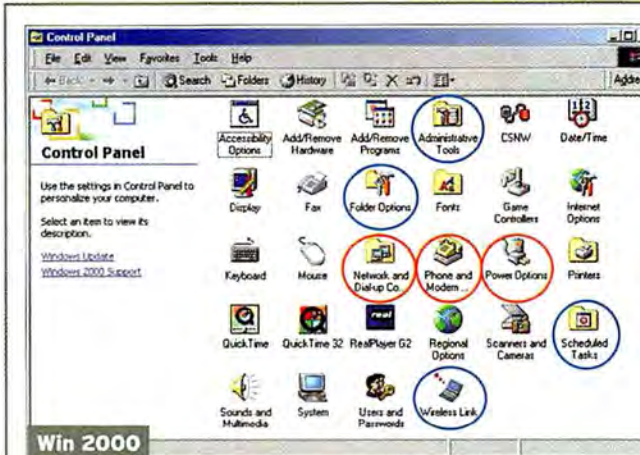 Control Panel
File Edit View Favorites Tools Help
Back Search Folders History Addre
Control Panel
Use the settings in Control Panel to
personalize your computer.
Select an item to view its
description.
Windows Update
Windows 2000 Support
Accessibility
Options
Add/Remove
Hardware
Add/Remove
Programs
Administrative
Tools
CSNW
Date/Time
Display
Fax
Folder Options
Fonts
Game
Controllers
Internet
Options
Keyboard
Mouse
Network and
Dial-up Co...
Phone and
Modem ...
Power Options
Printers
QuickTime
QuickTime 32
real
RealPlayer G2
Regional
Options
Scanners and
Cameras
Scheduled
Tasks
Sounds and
Multimedia
System
Users and
Passwords
Wireless Link
Win 2000